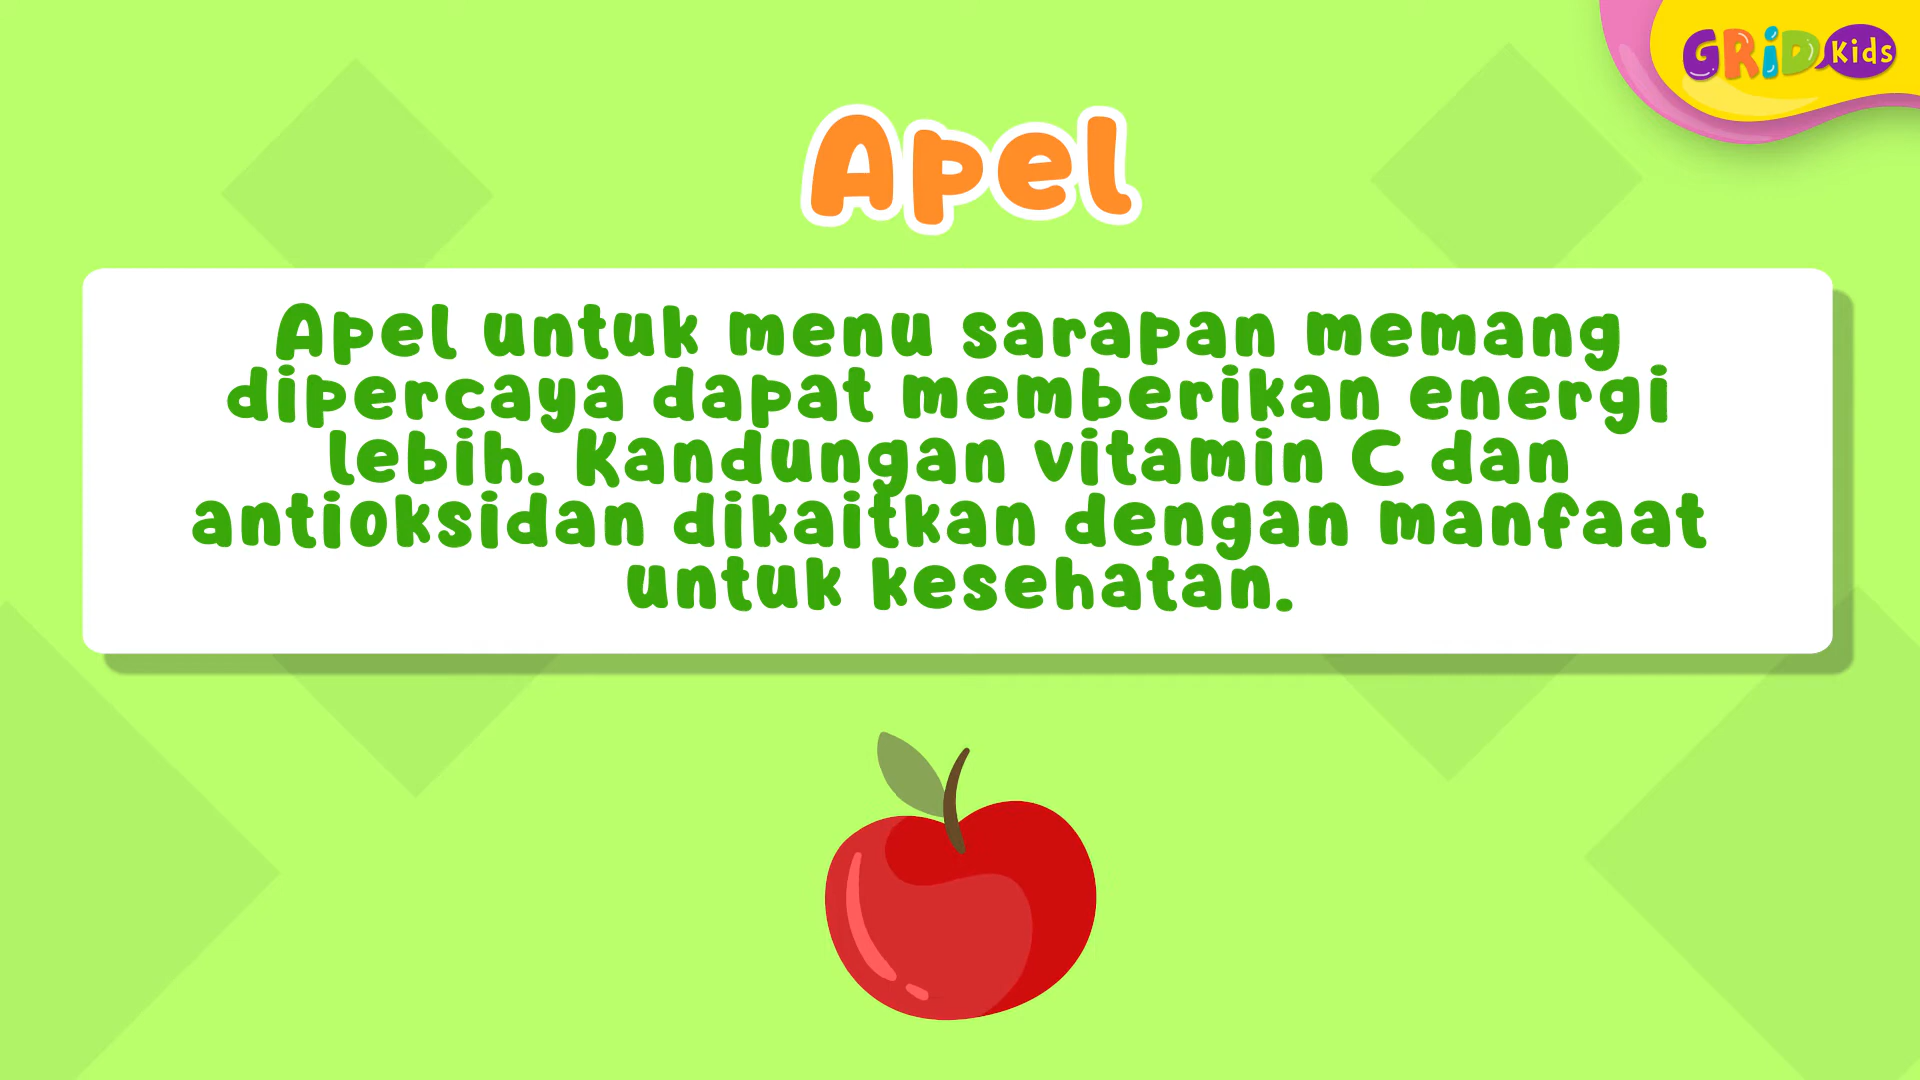 GRiD Kids
Apel
Apel untuk menu sarapan memang
dipercaya dapat memberikan energi
lebih. Kandungan vitamin C dan
antioksidan dikaitkan dengan manfaat
untuk kesehatan.